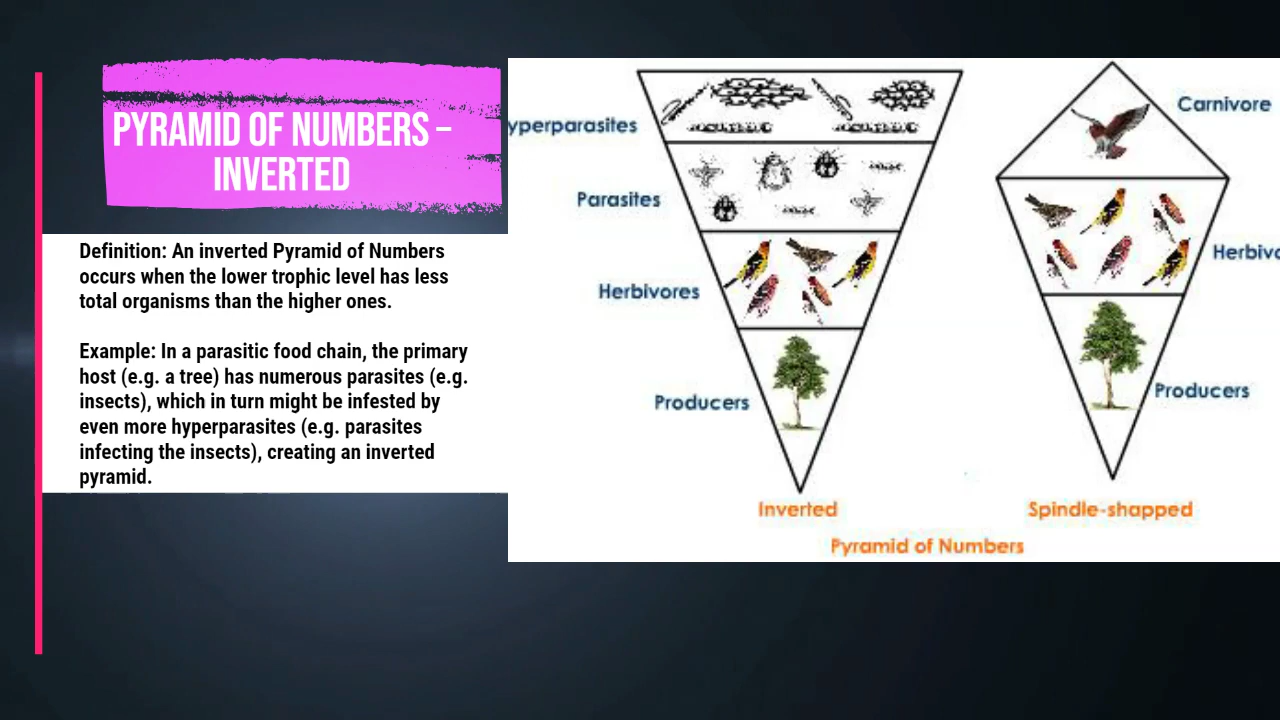 PYRAMID OF NUMBERS –
INVERTED
Definition: An inverted Pyramid of Numbers
occurs when the lower trophic level has less
total organisms than the higher ones.
Example: In a parasitic food chain, the primary
host (e.g. a tree) has numerous parasites (e.g.
insects), which in turn might be infested by
even more hyperparasites (e.g. parasites
infecting the insects), creating an inverted
pyramid.
yperparasites
Parasites
Herbivores
Producers
Inverted
Carnivore
Herbivo
Producers
Spindle-shapped
Pyramid of Numbers